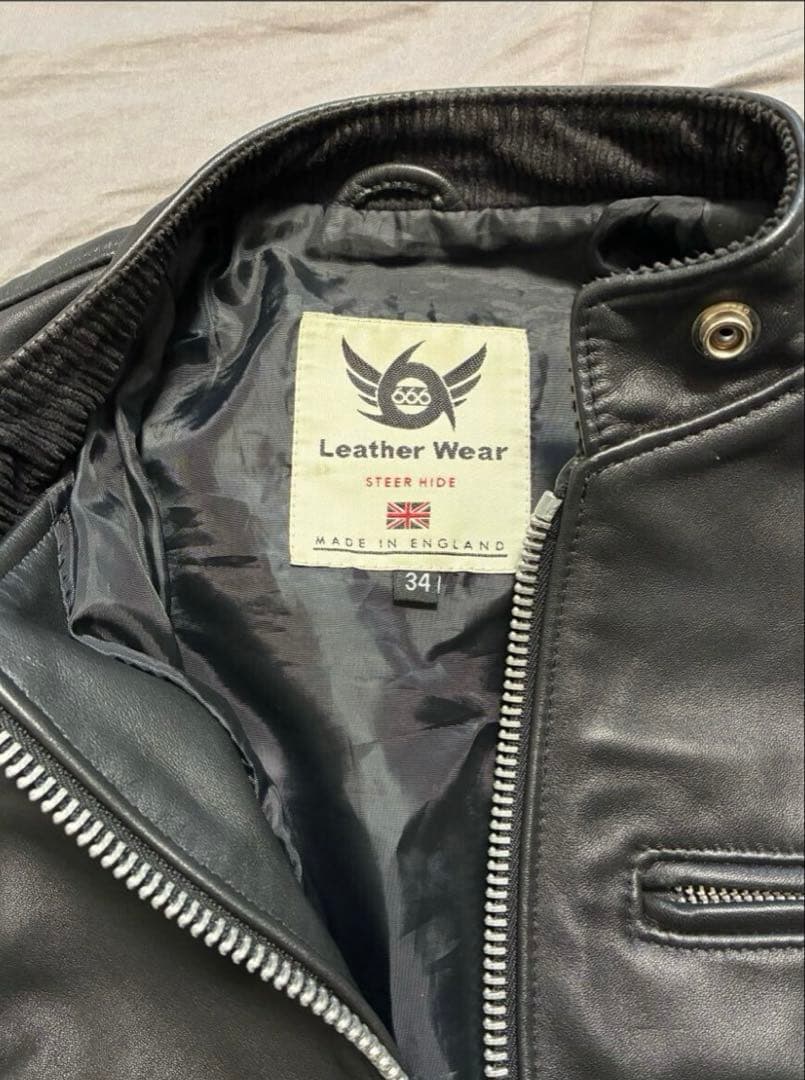 666
Leather Wear
STEER HIDE
MADE IN ENGLAND
34